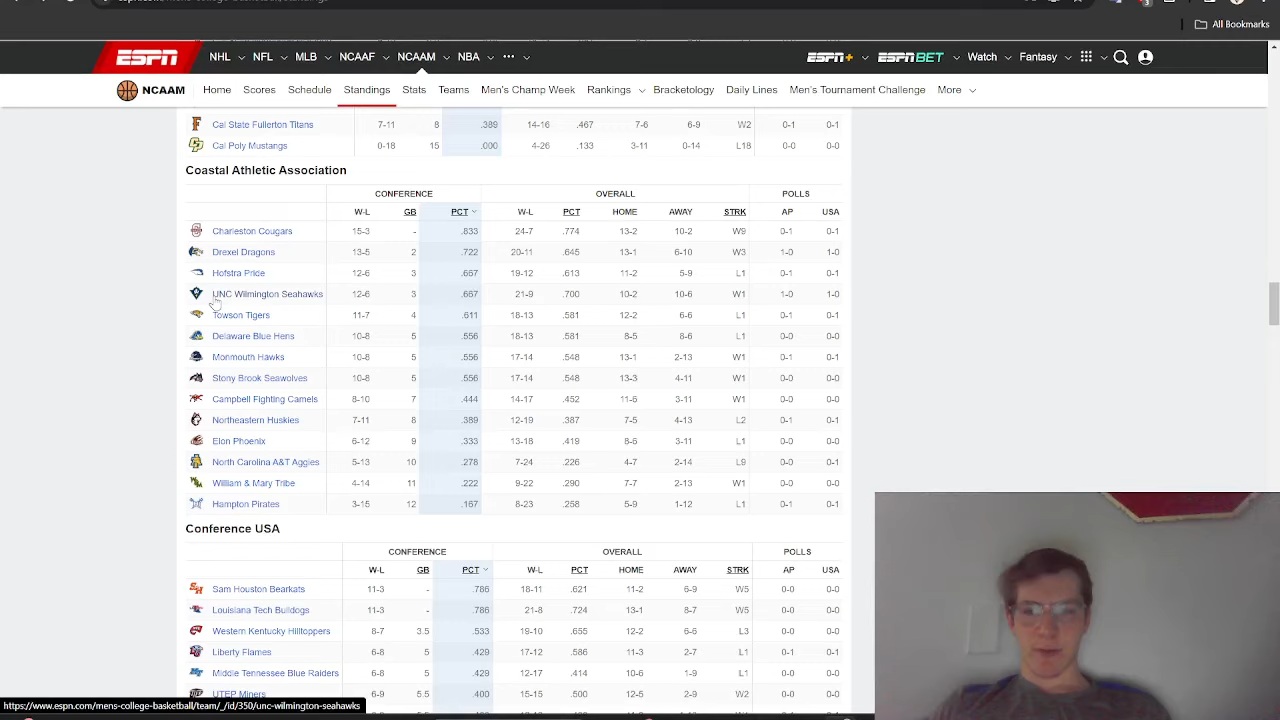 All Bookmarks
ESPN NHL NFL MLB NCAAF NCAAM NBA ESPN+ ESPN BET Watch Fantasy
NCAAM Home Scores Schedule Standings Stats Teams Men's Champ Week Rankings Bracketology Daily Lines Men's Tournament Challenge More
Cal State Fullerton Titans 7-11 8 .389 14-16 .467 7-6 6-9 W2 0-1 0-1
Cal Poly Mustangs 0-18 15 .000 4-26 .133 3-11 0-14 L18 0-0 0-0
Coastal Athletic Association
CONFERENCE OVERALL POLLS
W-L GB PCT W-L PCT HOME AWAY STRK AP USA
Charleston Cougars 15-3 - .833 24-7 .774 13-2 10-2 W9 0-1 0-1
Drexel Dragons 13-5 2 .722 20-11 .645 13-1 6-10 W3 1-0 1-0
Hofstra Pride 12-6 3 .667 19-12 .613 11-2 5-9 L1 0-1 0-1
UNC Wilmington Seahawks 12-6 3 .667 21-9 .700 10-2 10-6 W1 1-0 1-0
Towson Tigers 11-7 4 .611 18-13 .581 12-2 6-6 L1 0-1 0-1
Delaware Blue Hens 10-8 5 .556 18-13 .581 8-5 8-6 L1 0-0 0-0
Monmouth Hawks 10-8 5 .556 17-14 .548 13-1 2-13 W1 0-1 0-1
Stony Brook Seawolves 10-8 5 .556 17-14 .548 13-3 4-11 W1 0-0 0-0
Campbell Fighting Camels 8-10 7 .444 14-17 .452 11-6 3-11 W1 0-0 0-0
Northeastern Huskies 7-11 8 .389 12-19 .387 7-5 4-13 L2 0-1 0-1
Elon Phoenix 6-12 9 .333 13-18 .419 8-6 3-11 L1 0-0 0-0
North Carolina A&T Aggies 5-13 10 .278 7-24 .226 4-7 2-14 L9 0-0 0-1
William & Mary Tribe 4-14 11 .222 9-22 .290 7-7 2-13 W1 0-0 0-0
Hampton Pirates 3-15 12 .167 8-23 .258 5-9 1-12 L1 0-1 0-1
Conference USA
CONFERENCE OVERALL POLLS
W-L GB PCT W-L PCT HOME AWAY STRK AP USA
Sam Houston Bearkats 11-3 - .786 18-11 .621 11-2 6-9 W5 0-0 0-0
Louisiana Tech Bulldogs 11-3 - .786 21-8 .724 13-1 8-7 W5 0-0 0-0
Western Kentucky Hilltoppers 8-7 3.5 .533 19-10 .655 12-2 6-6 L3 0-0 0-0
Liberty Flames 6-8 5 .429 17-12 .586 11-3 2-7 L1 0-1 0-1
Middle Tennessee Blue Raiders 6-8 5 .429 12-17 .414 10-6 1-9 L1 0-0 0-0
UTEP Miners 6-9 5.5 .400 15-15 .500 12-5 2-9 W2 0-0 0-0
https://www.espn.com/mens-college-basketball/team/_/id/350/unc-wilmington-seahawks